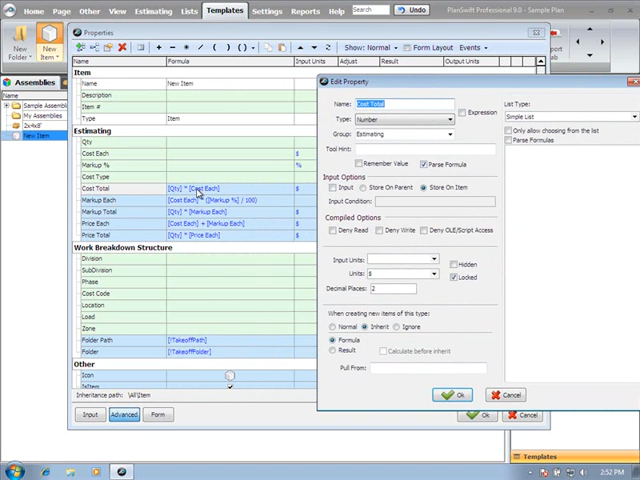 PlanSwift Professional 9.0 - Sample Plan
Home Page Other Estimating Lists Templates Settings Reports Help Search Undo
New Folder
New Item
Properties
Show: Normal Form Layout Events
Name Formula Input Units Adjust Result Output Units
Assemblies
Name
Sample Assemb
My Assemblies
2x4x8'
New Item
Item
Name New Item
Description
Item #
Type Item
Estimating
Qty
Cost Each $
Markup % %
Cost Type
Cost Total [Qty] * [Cost Each] $
Markup Each [Cost Each] * ([Markup %] / 100)
Markup Total [Qty] * [Markup Each]
Price Each [Cost Each] + [Markup Each]
Price Total [Qty] * [Price Each]
Work Breakdown Structure
Division
SubDivision
Phase
Cost Code
Location
Load
Zone
Folder Path [!TakeoffPath]
Folder [!TakeoffFolder]
Other
Icon
IsItem
Inheritance path: \All\Item
Input Advanced Form
Ok Cancel
Edit Property
Name: Cost Total
Expression
Type: Number
Group: Estimating
Tool Hint:
Remember Value Parse Formula
Input Options
Input Store On Parent Store On Item
Input Condition:
Compiled Options
Deny Read Deny Write Deny OLE/Script Access
Input Units:
Hidden
Units: $
Locked
Decimal Places: 2
When creating new items of this type:
Normal Inherit Ignore
Formula
Result Calculate before inherit
Pull From:
Ok Cancel
List Type:
Simple List
Only allow choosing from the list
Parse Formulas
Templates
2:52 PM